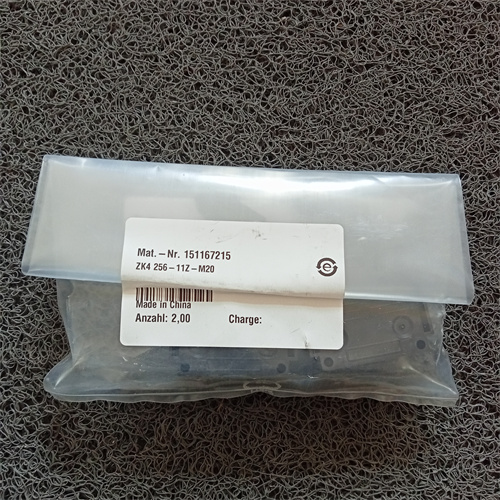 Mat. – Nr. 151167215
ZK4 256 – 11Z – M20
Made in China
Anzahl: 2,00 Charge: